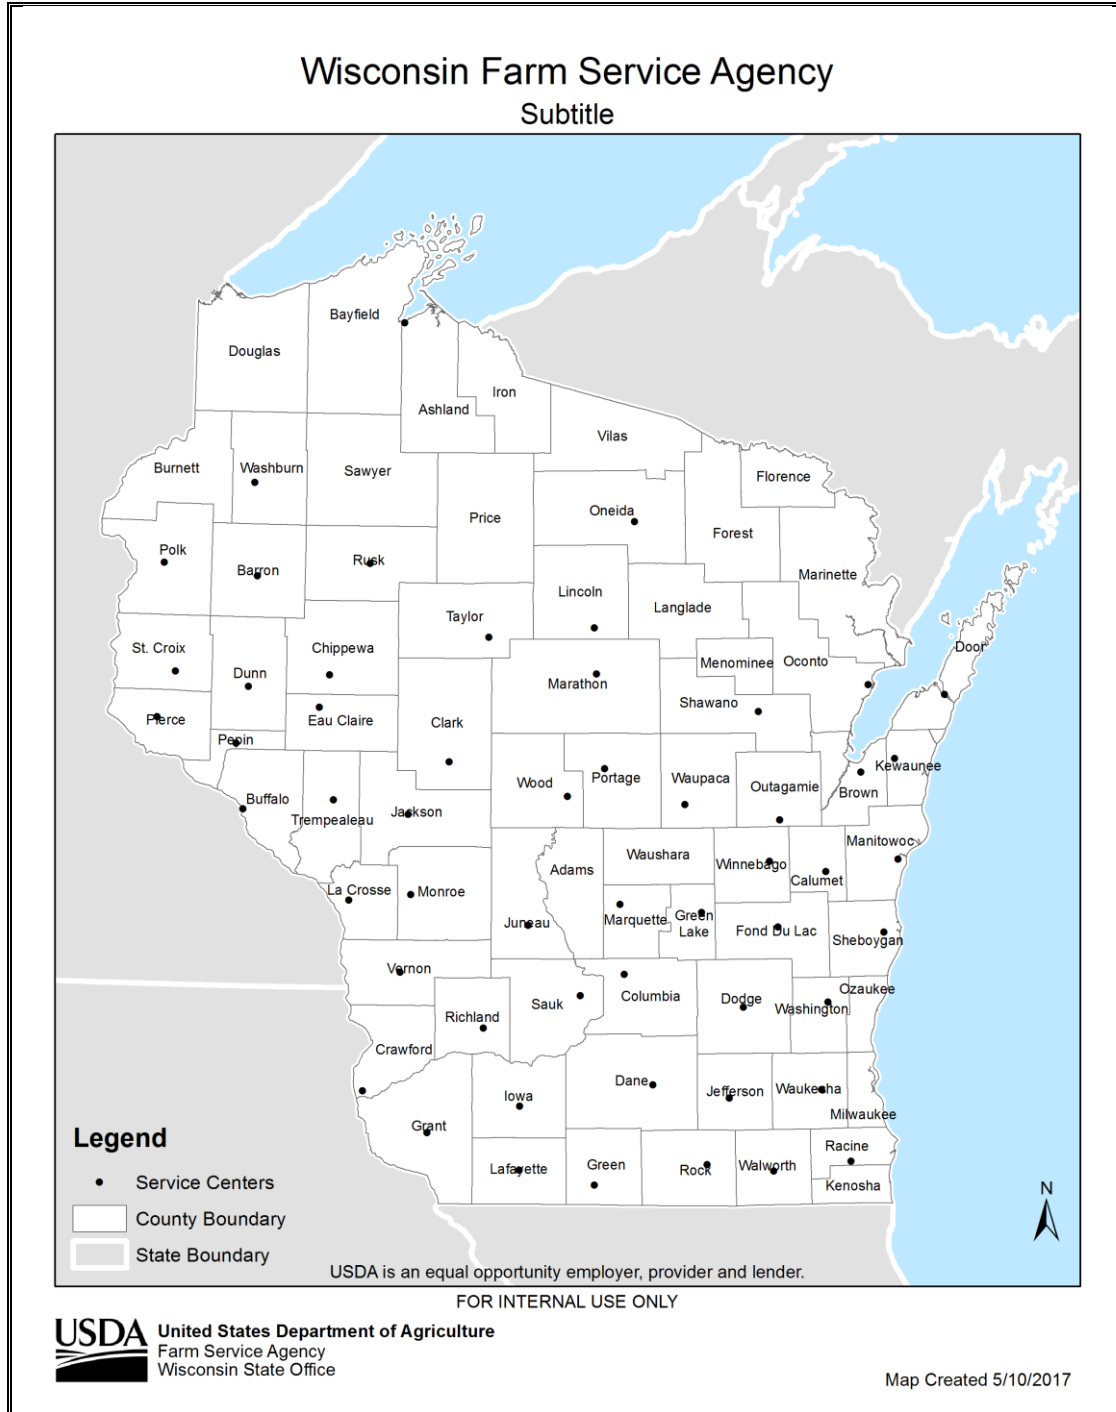 Wisconsin Farm Service Agency
Subtitle
Bayfield
Douglas
Iron
Ashland
Vilas
Burnett
Washburn
Sawyer
Florence
Price
Oneida
Forest
Polk
Barron
Rusk
Marinette
Lincoln
Langlade
Taylor
St. Croix
Chippewa
Door
Dunn
Menominee
Oconto
Marathon
Shawano
Pierce
Eau Claire
Clark
Pepin
Kewaunee
Wood
Portage
Waupaca
Outagamie
Brown
Buffalo
Trempealeau
Jackson
Manitowoc
Waushara
Winnebago
Adams
Calumet
La Crosse
Monroe
Marquette
Green
Lake
Juneau
Fond Du Lac
Sheboygan
Vernon
Ozaukee
Sauk
Columbia
Dodge
Washington
Richland
Crawford
Dane
Iowa
Jefferson
Waukesha
Milwaukee
Grant
Legend
Racine
Lafayette
Green
Rock
Walworth
Kenosha
Service Centers
County Boundary
State Boundary
N
USDA is an equal opportunity employer, provider and lender.
FOR INTERNAL USE ONLY
USDA
United States Department of Agriculture
Farm Service Agency
Wisconsin State Office
Map Created 5/10/2017